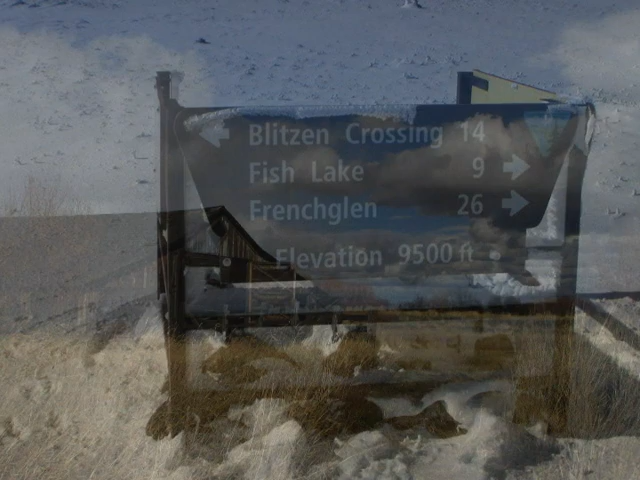 Blitzen Crossing 14
Fish Lake 9
Frenchglen 26
Elevation 9500 ft